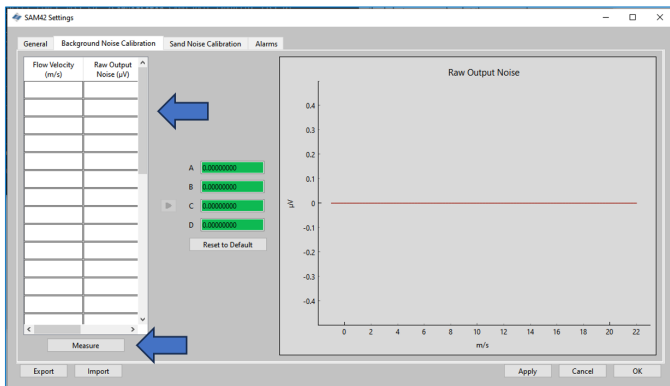 SAM42 Settings
General Background Noise Calibration Sand Noise Calibration Alarms
Flow Velocity (m/s)
Raw Output Noise (µV)
A 0.00000000
B 0.00000000
C 0.00000000
D 0.00000000
Reset to Default
Measure
Raw Output Noise
µV
0.4
0.3
0.2
0.1
0
-0.1
-0.2
-0.3
-0.4
0 2 4 6 8 10 12 14 16 18 20 22
m/s
Export Import Apply Cancel OK